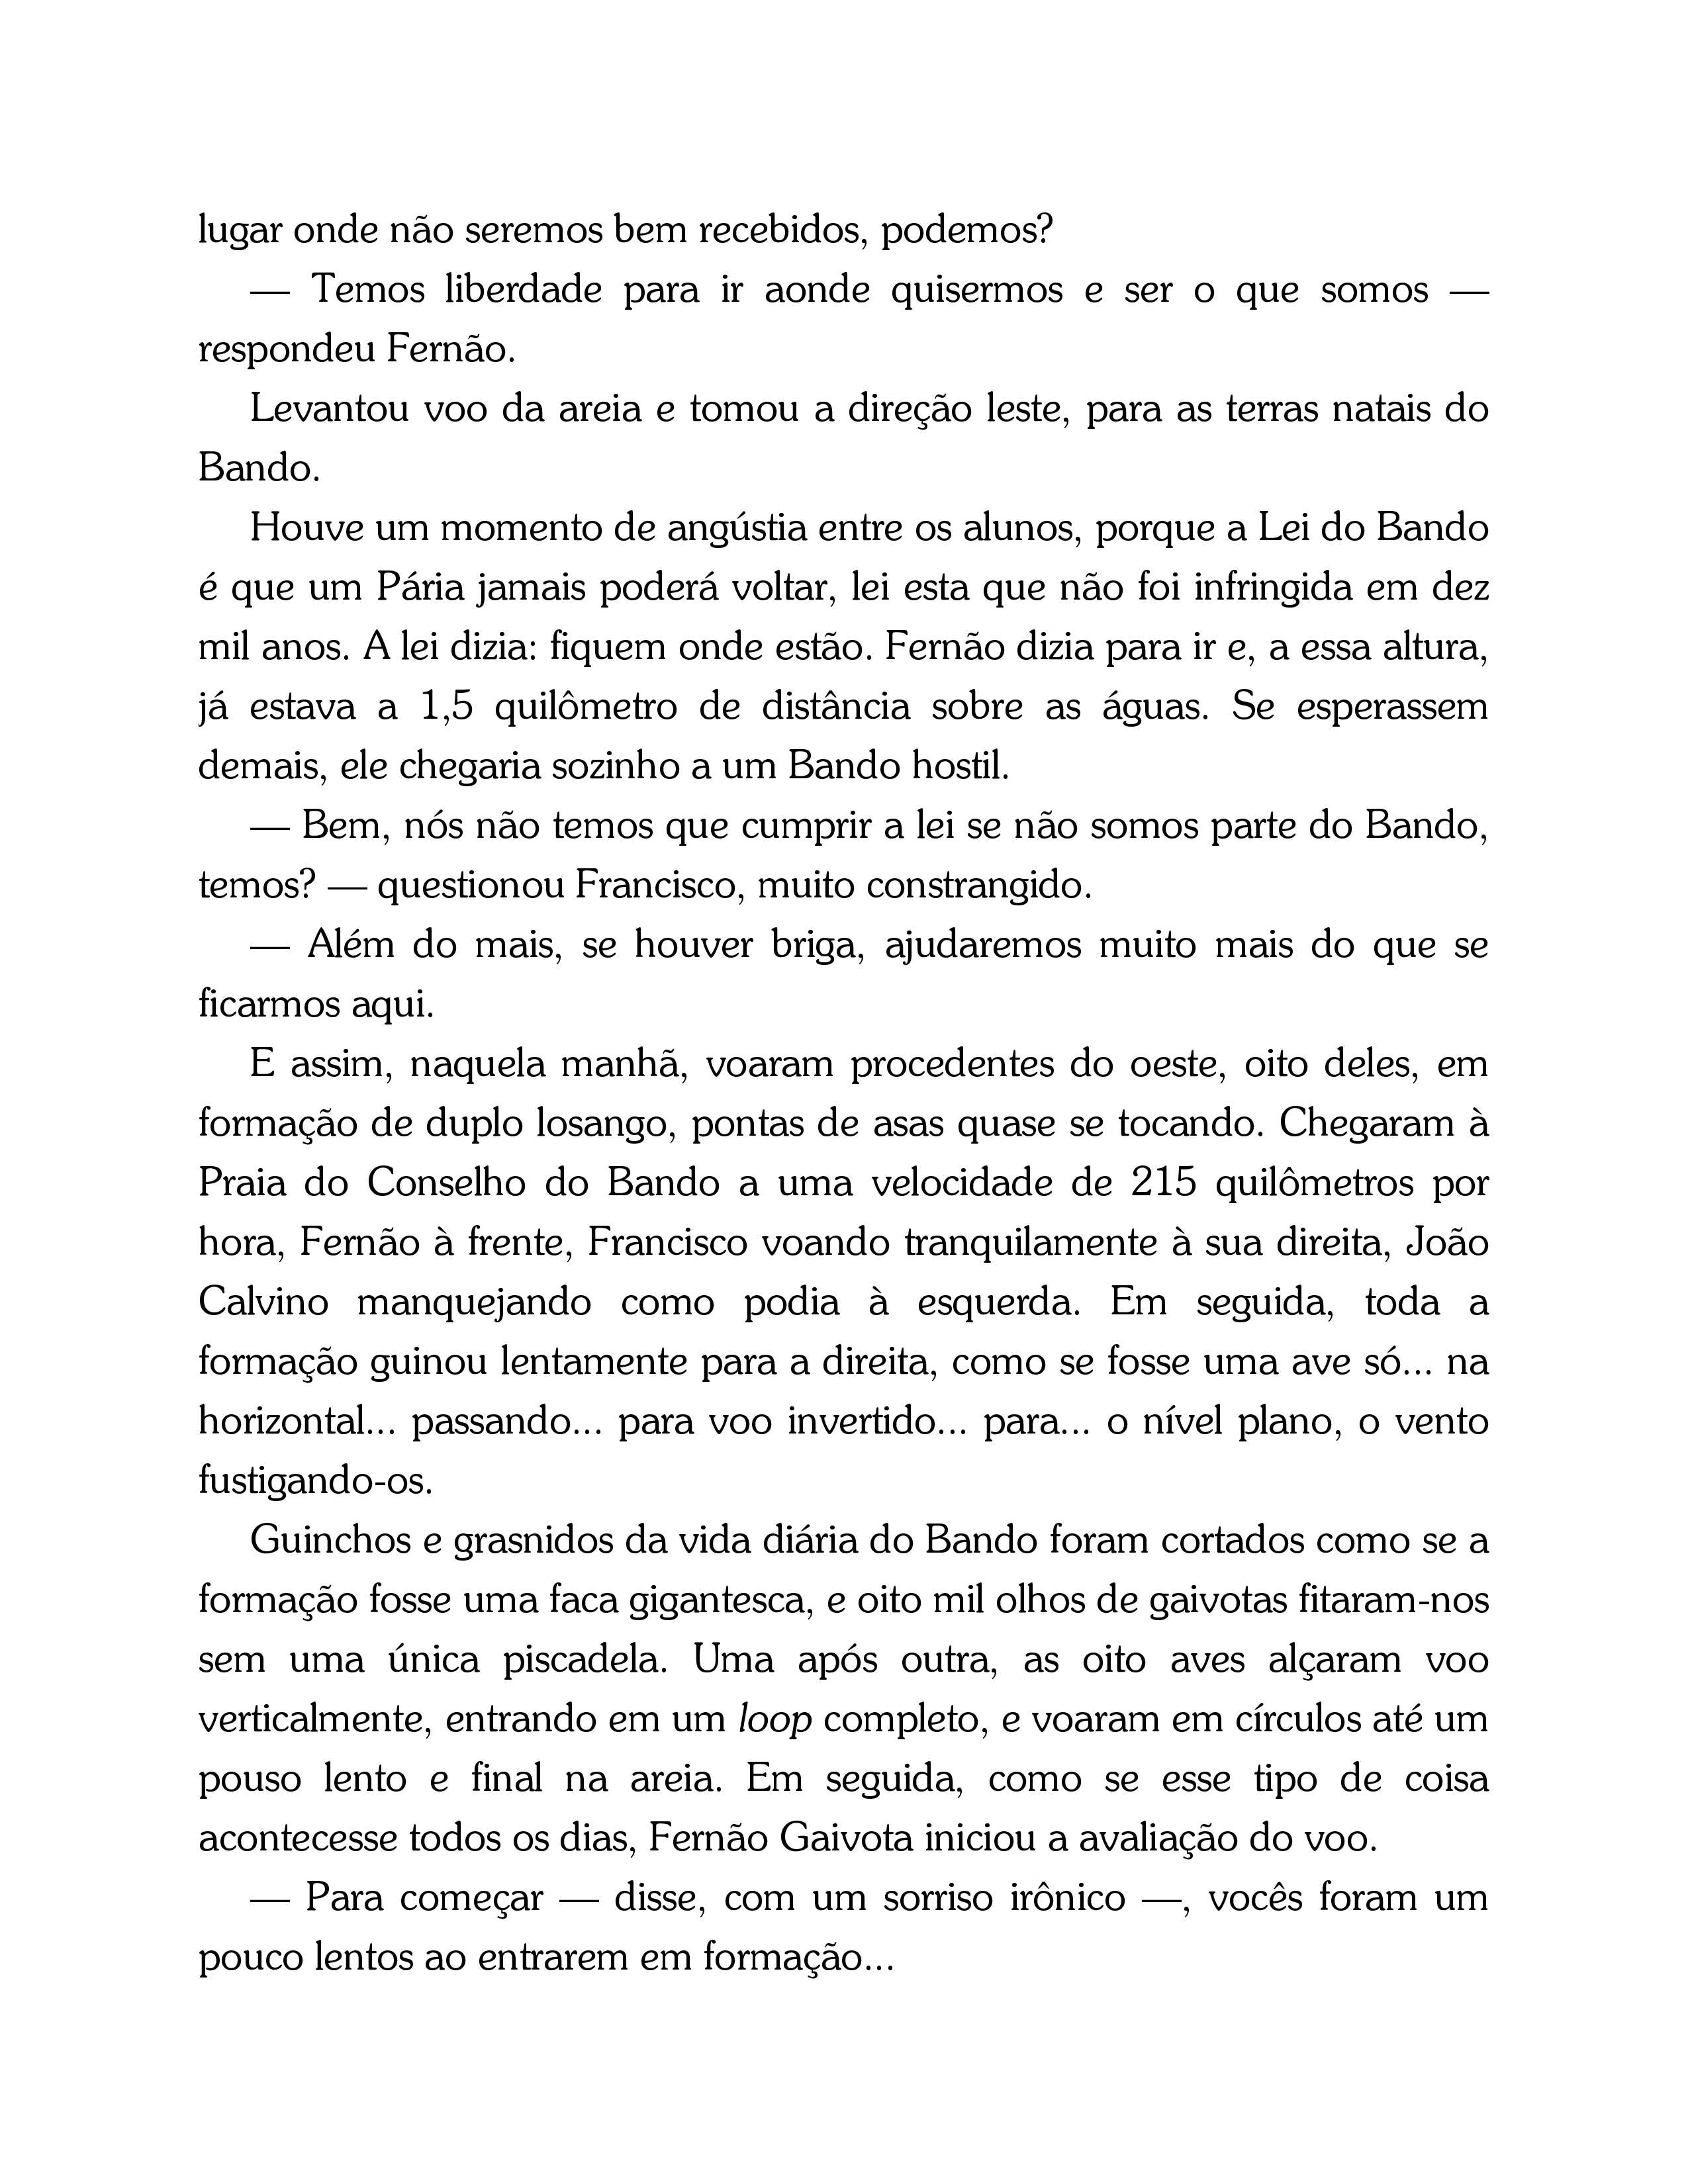 lugar onde não seremos bem recebidos, podemos?
— Temos liberdade para ir aonde quisermos e ser o que somos —
respondeu Fernão.
Levantou voo da areia e tomou a direção leste, para as terras natais do
Bando.
Houve um momento de angústia entre os alunos, porque a Lei do Bando
é que um Pária jamais poderá voltar, lei esta que não foi infringida em dez
mil anos. A lei dizia: fiquem onde estão. Fernão dizia para ir e, a essa altura,
já estava a 1,5 quilômetro de distância sobre as águas. Se esperassem
demais, ele chegaria sozinho a um Bando hostil.
— Bem, nós não temos que cumprir a lei se não somos parte do Bando,
temos? — questionou Francisco, muito constrangido.
— Além do mais, se houver briga, ajudaremos muito mais do que se
ficarmos aqui.
E assim, naquela manhã, voaram procedentes do oeste, oito deles, em
formação de duplo losango, pontas de asas quase se tocando. Chegaram à
Praia do Conselho do Bando a uma velocidade de 215 quilômetros por
hora, Fernão à frente, Francisco voando tranquilamente à sua direita, João
Calvino manquejando como podia à esquerda. Em seguida, toda a
formação guinou lentamente para a direita, como se fosse uma ave só... na
horizontal... passando... para voo invertido... para... o nível plano, o vento
fustigando-os.
Guinchos e grasnidos da vida diária do Bando foram cortados como se a
formação fosse uma faca gigantesca, e oito mil olhos de gaivotas fitaram-nos
sem uma única piscadela. Uma após outra, as oito aves alçaram voo
verticalmente, entrando em um loop completo, e voaram em círculos até um
pouso lento e final na areia. Em seguida, como se esse tipo de coisa
acontecesse todos os dias, Fernão Gaivota iniciou a avaliação do voo.
— Para começar — disse, com um sorriso irônico —, vocês foram um
pouco lentos ao entrarem em formação...